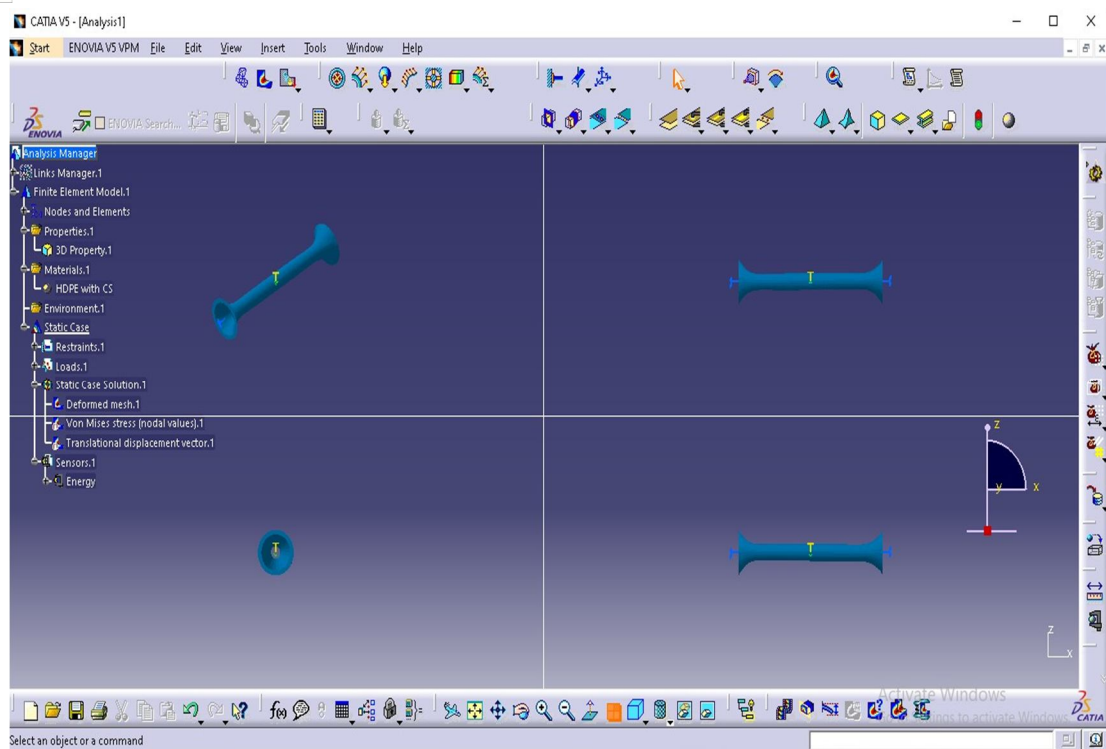 CATIA V5 - [Analysis1]
Start ENOVIA V5 VPM File Edit View Insert Tools Window Help
ENOVIA
ENOVIA Search...
Analysis Manager
Links Manager.1
Finite Element Model.1
Nodes and Elements
Properties.1
3D Property.1
Materials.1
HDPE with CS
Environment.1
Static Case
Restraints.1
Loads.1
Static Case Solution.1
Deformed mesh.1
Von Mises stress (nodal values).1
Translational displacement vector.1
Sensors.1
Energy
T
T
T
T
z
y x
z
x
f(x)
Activate Windows
to activate Windows
CATIA
Select an object or a command